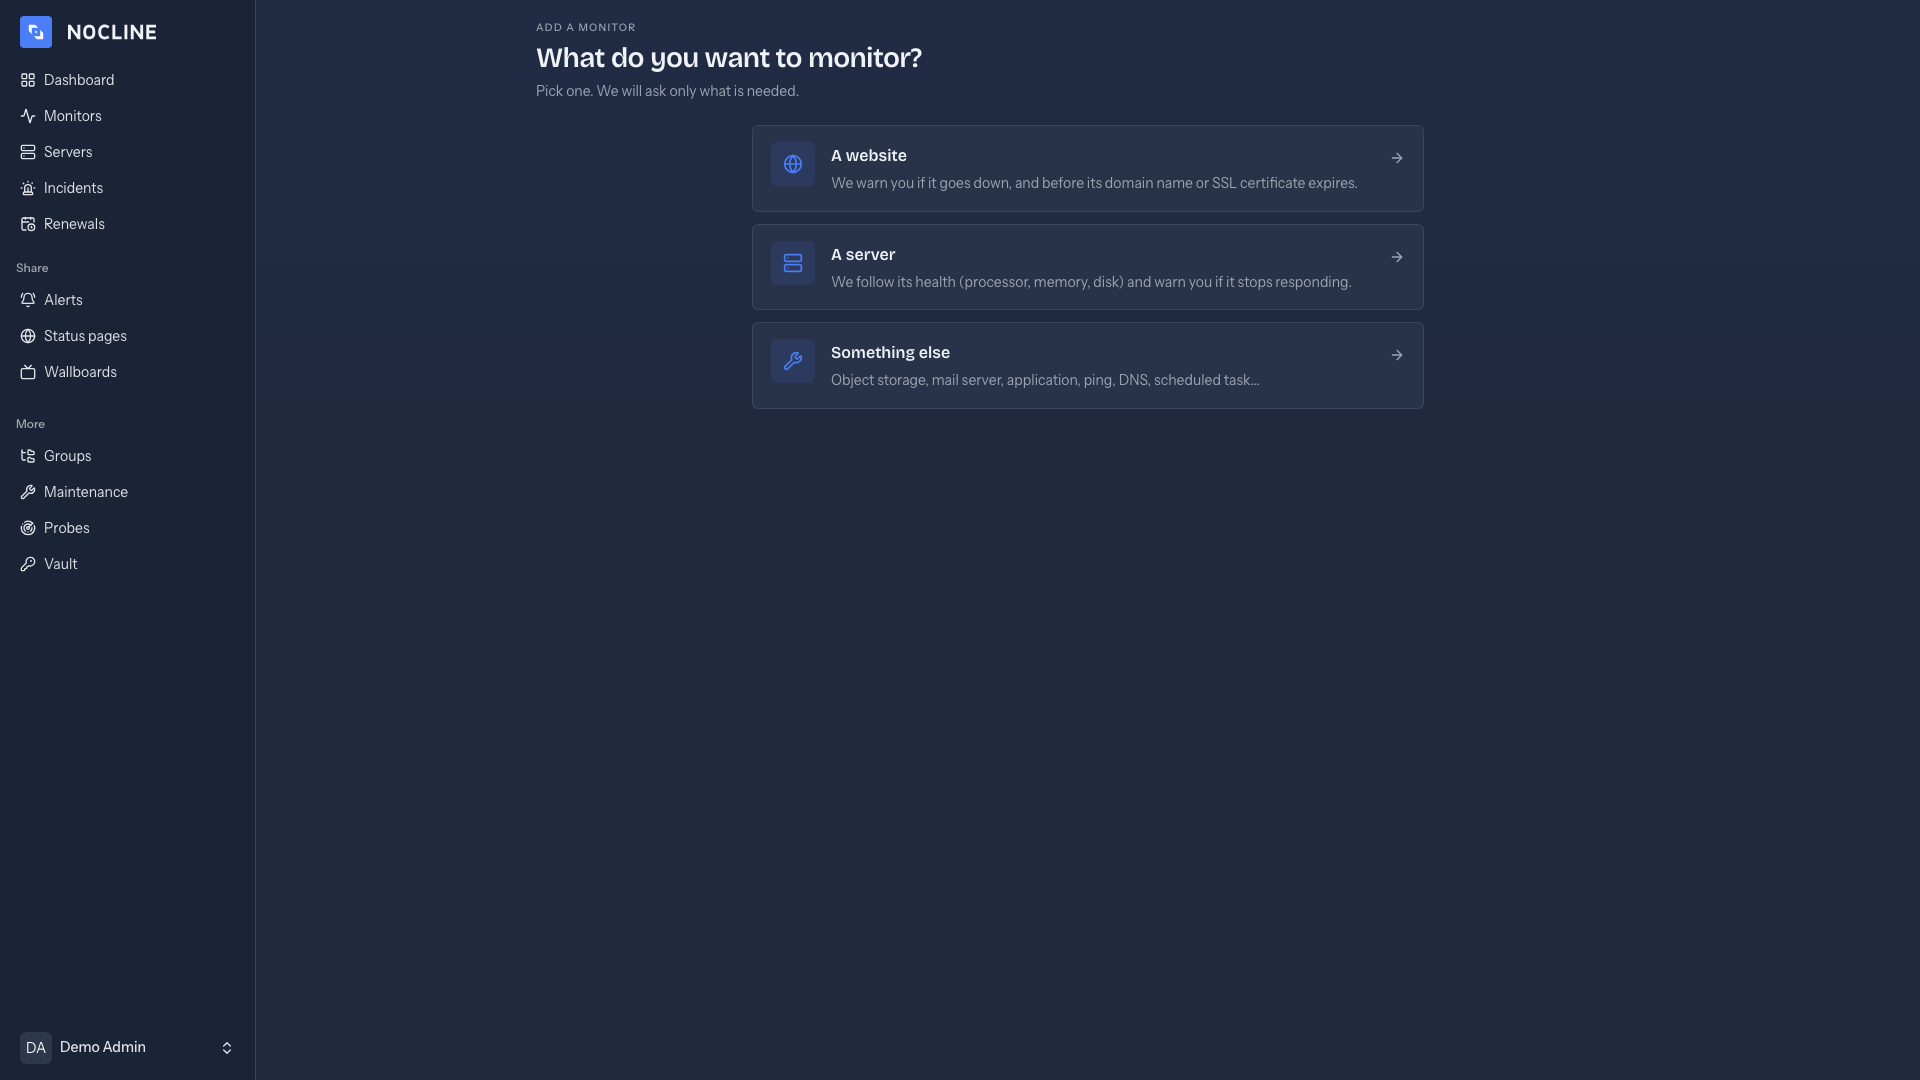 NOCLINE
Dashboard
Monitors
Servers
Incidents
Renewals
Share
Alerts
Status pages
Wallboards
More
Groups
Maintenance
Probes
Vault
DA
Demo Admin
ADD A MONITOR
What do you want to monitor?
Pick one. We will ask only what is needed.
A website
We warn you if it goes down, and before its domain name or SSL certificate expires.
A server
We follow its health (processor, memory, disk) and warn you if it stops responding.
Something else
Object storage, mail server, application, ping, DNS, scheduled task...